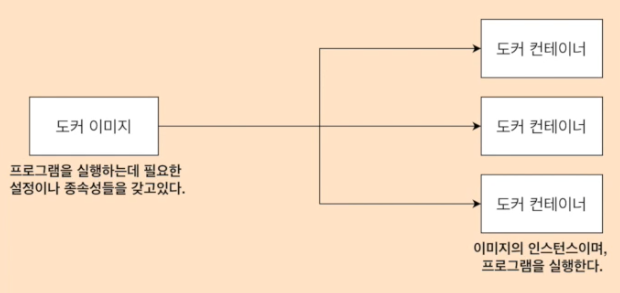 도커 컨테이너
도커 이미지
도커 컨테이너
프로그램을 실행하는데 필요한
설정이나 종속성들을 갖고있다.
도커 컨테이너
이미지의 인스턴스이며,
프로그램을 실행한다.